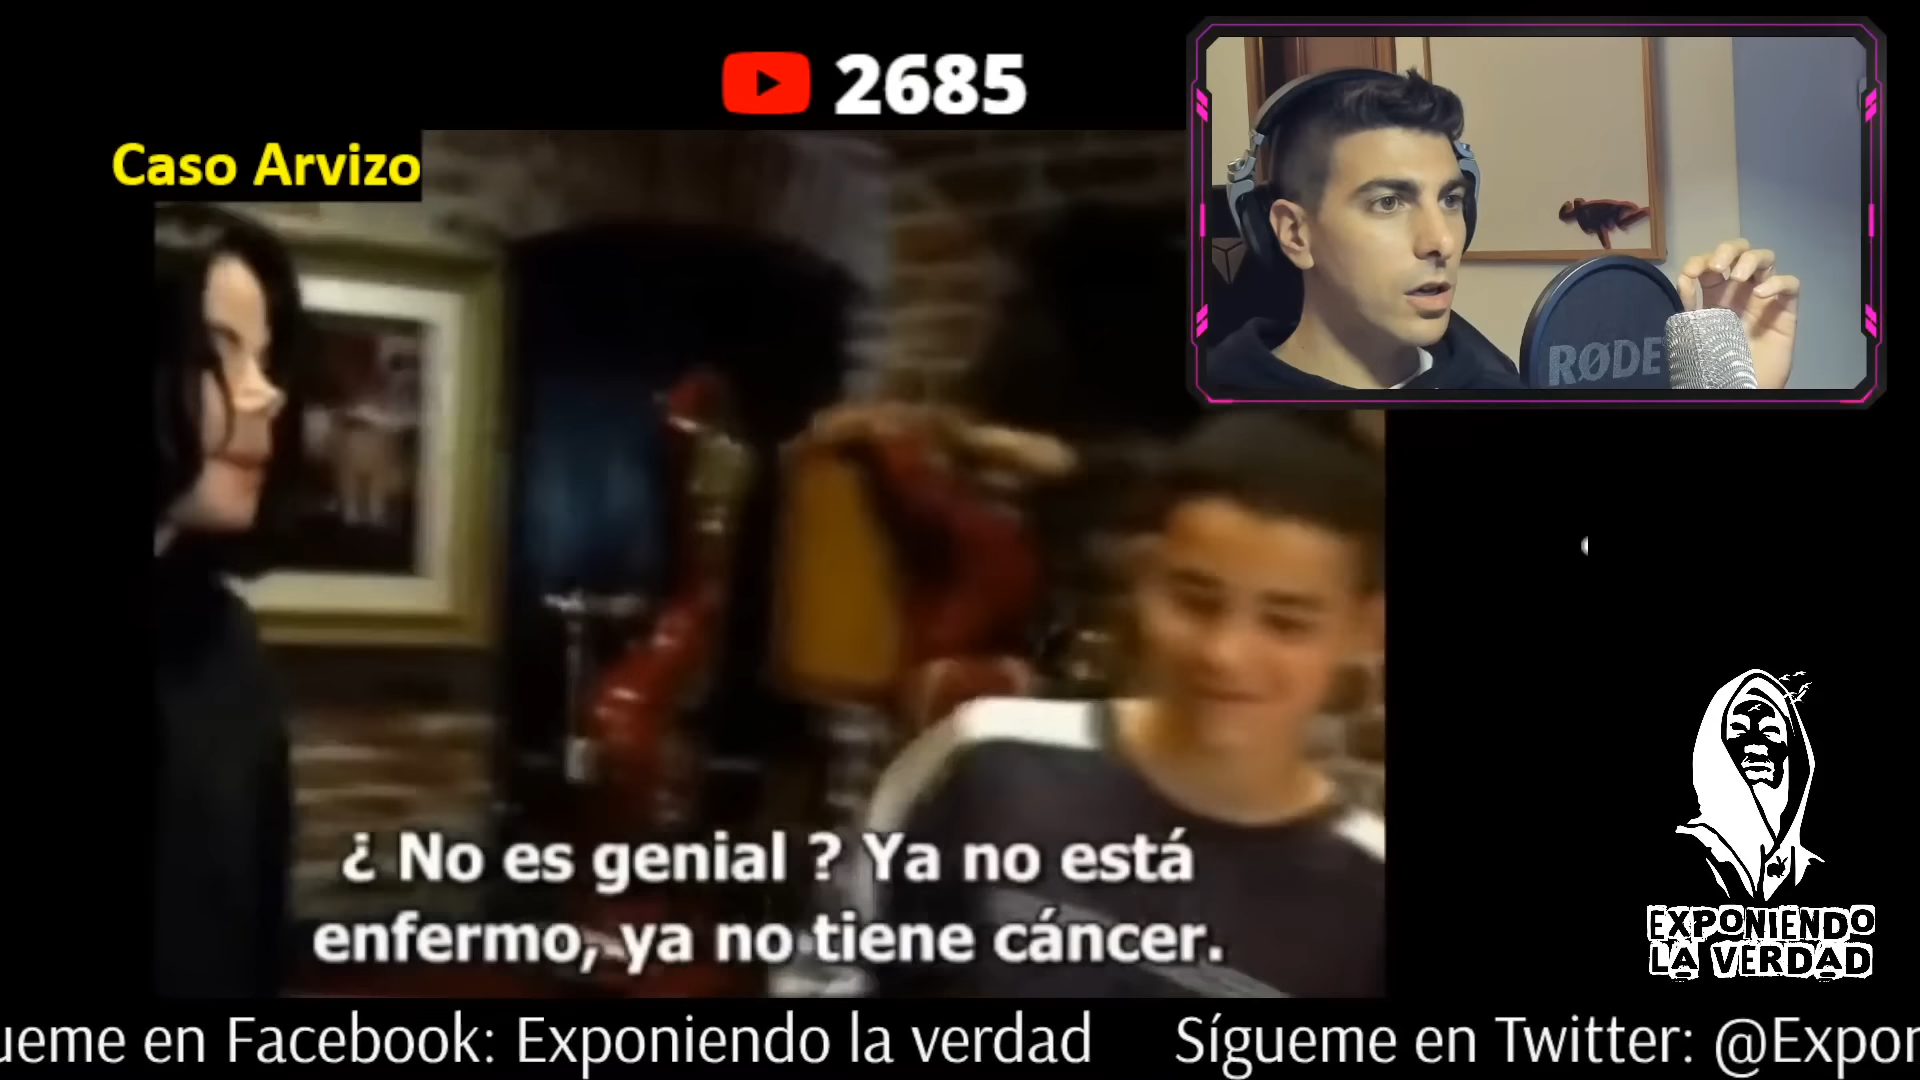 2685
Caso Arvizo
RØDE
¿ No es genial ? Ya no está
enfermo, ya no tiene cáncer.
EXPONIENDO
LA VERDAD
ueme en Facebook: Exponiendo la verdad Sígueme en Twitter: @Expon